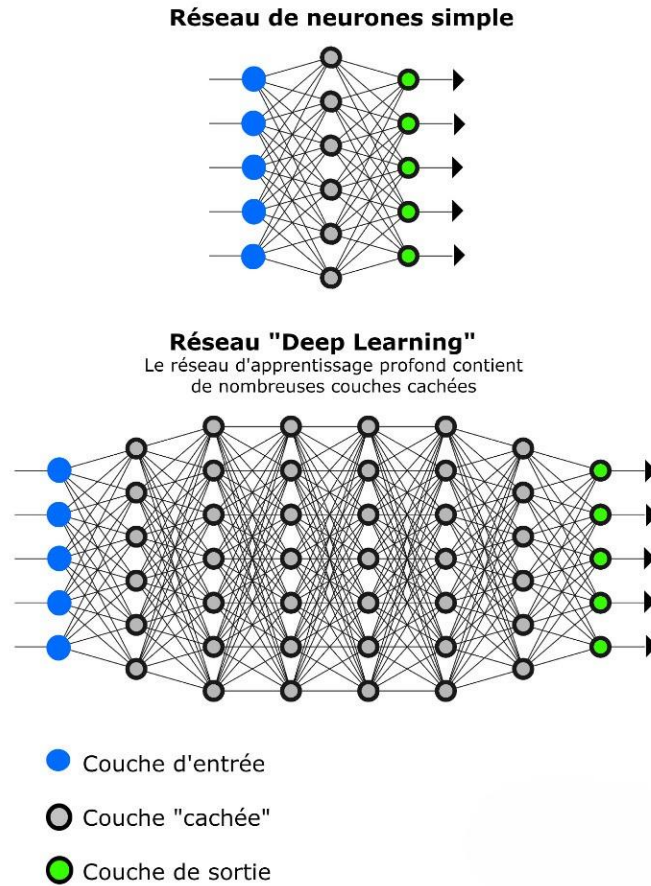 Réseau de neurones simple
Réseau "Deep Learning"
Le réseau d'apprentissage profond contient
de nombreuses couches cachées
Couche d'entrée
Couche "cachée"
Couche de sortie